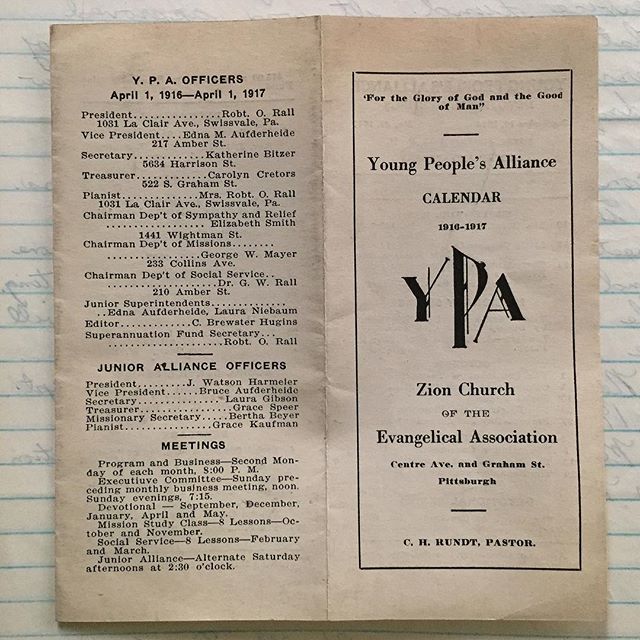 Y. P. A. OFFICERS
April 1, 1916—April 1, 1917
President................Robt. O. Rall
1031 La Clair Ave., Swissvale, Pa.
Vice President....Edna M. Aufderheide
217 Amber St.
Secretary.............Katherine Bitzer
5634 Harrison St.
Treasurer..............Carolyn Cretors
522 S. Graham St.
Pianist..............Mrs. Robt. O. Rall
1031 La Clair Ave., Swissvale, Pa.
Chairman Dep't of Sympathy and Relief
.................. Elizabeth Smith
1441 Wightman St.
Chairman Dep't of Missions........
.................George W. Mayer
233 Collins Ave.
Chairman Dep't of Social Service..
....................Dr. G. W. Rall
210 Amber St.
Junior Superintendents..............
..Edna Aufderheide, Laura Niebaum
Editor..............C. Brewster Hugins
Superannuation Fund Secretary...
.....................Robt. O. Rall
JUNIOR ALLIANCE OFFICERS
President.........J. Watson Harmeier
Vice President......Bruce Aufderheide
Secretary................Laura Gibson
Treasurer................Grace Speer
Missionary Secretary.....Bertha Beyer
Pianist................Grace Kaufman
MEETINGS
Program and Business—Second Mon-
day of each month, 8:00 P. M.
Executiuve Committee—Sunday pre-
ceding monthly business meeting, noon.
Sunday evenings, 7:15.
Devotional — September, December,
January, April and May.
Mission Study Class—8 Lessons—Oc-
tober and November.
Social Service—8 Lessons—February
and March.
Junior Alliance—Alternate Saturday
afternoons at 2:30 o'clock.
'For the Glory of God and the Good
of Man"
Young People's Alliance
CALENDAR
1916-1917
YPA
Zion Church
OF THE
Evangelical Association
Centre Ave. and Graham St.
Pittsburgh
C. H. RUNDT, PASTOR.